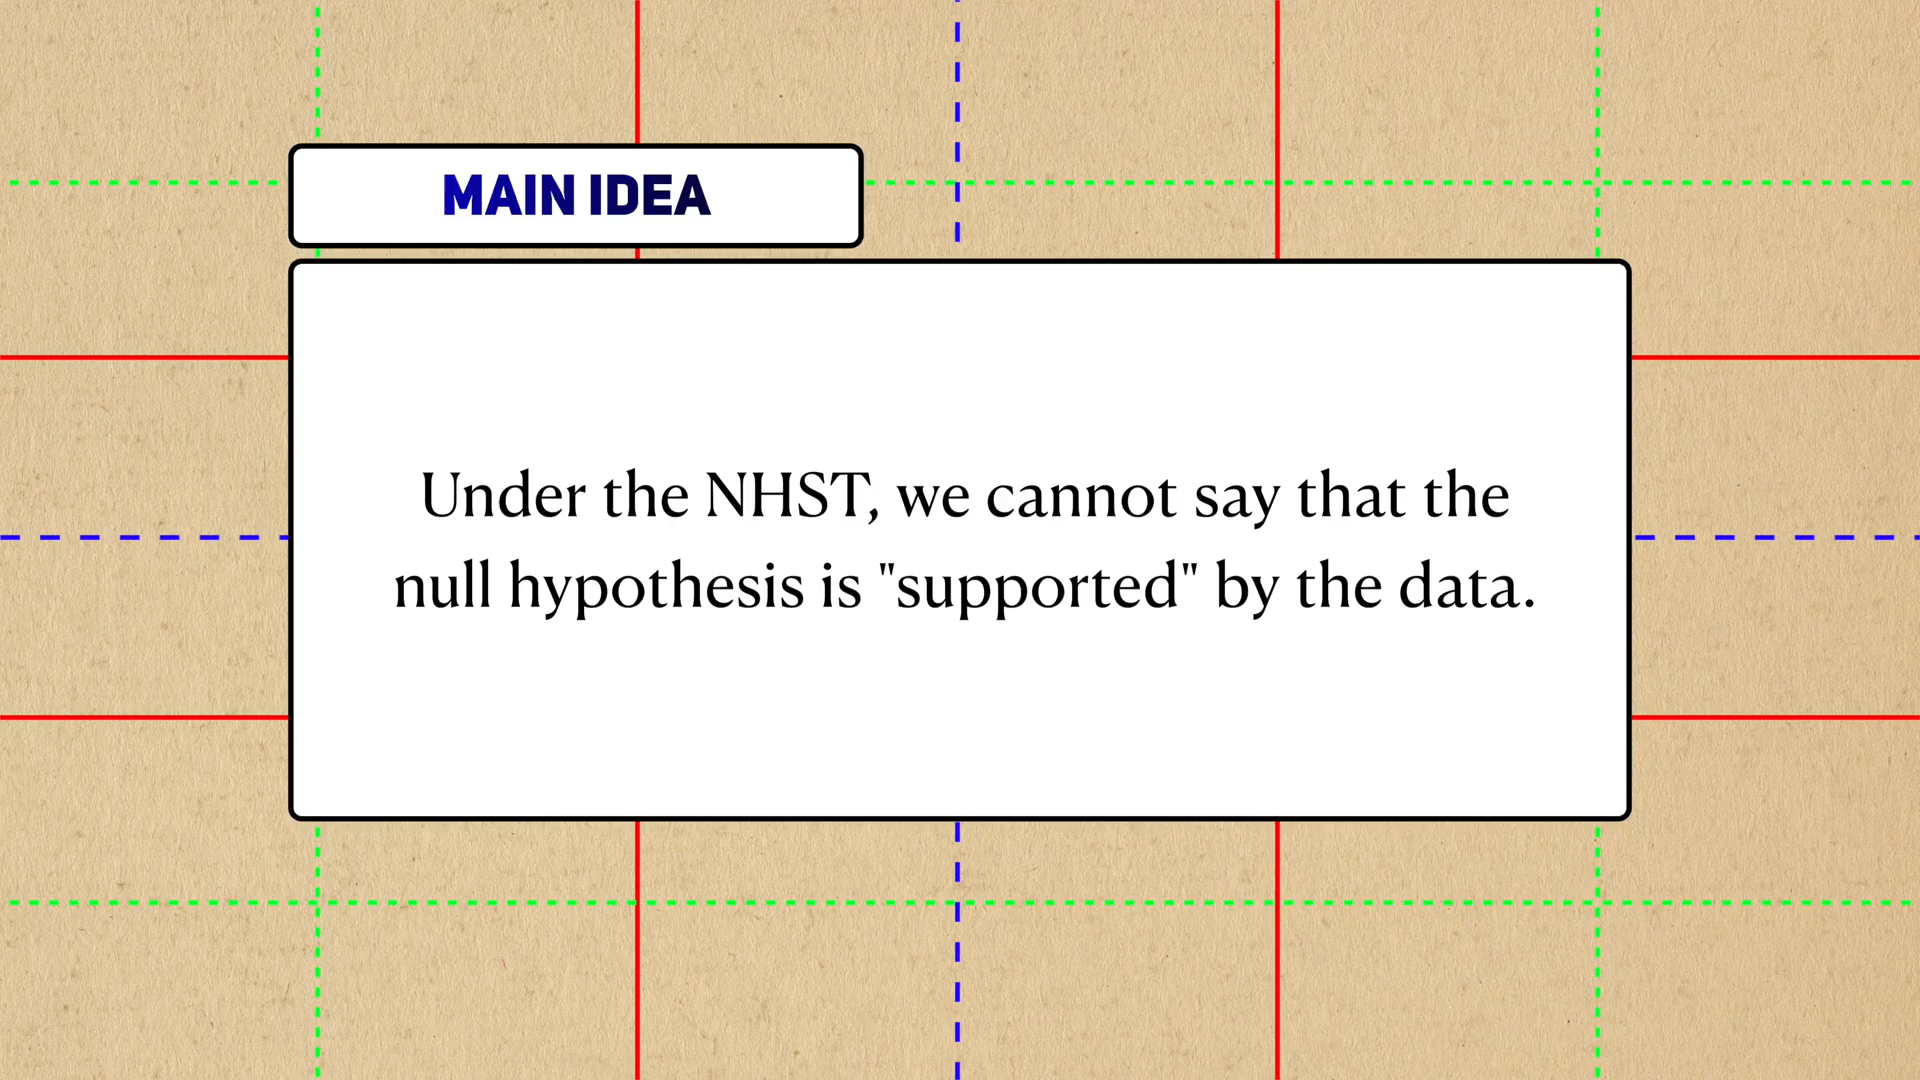 MAIN IDEA
Under the NHST, we cannot say that the
null hypothesis is "supported" by the data.